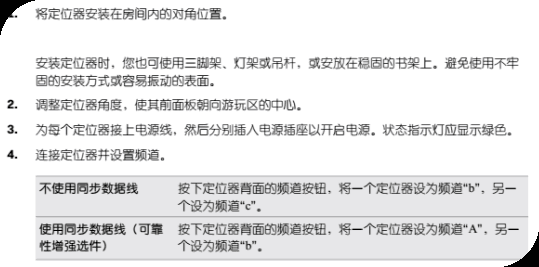 将定位器安装在房间内的对角位置。
安装定位器时，您也可使用三脚架、灯架或吊杆，或安放在稳固的书架上。避免使用不牢
固的安装方式或容易振动的表面。
2. 调整定位器角度，使其前面板朝向游玩区的中心。
3. 为每个定位器接上电源线，然后分别插入电源插座以开启电源。状态指示灯应显示绿色。
4. 连接定位器并设置频道。
不使用同步数据线 按下定位器背面的频道按钮，将一个定位器设为频道“b”，另一
个设为频道“c”。
使用同步数据线（可靠 按下定位器背面的频道按钮，将一个定位器设为频道“A”，另一
性增强选件） 个设为频道“b”。